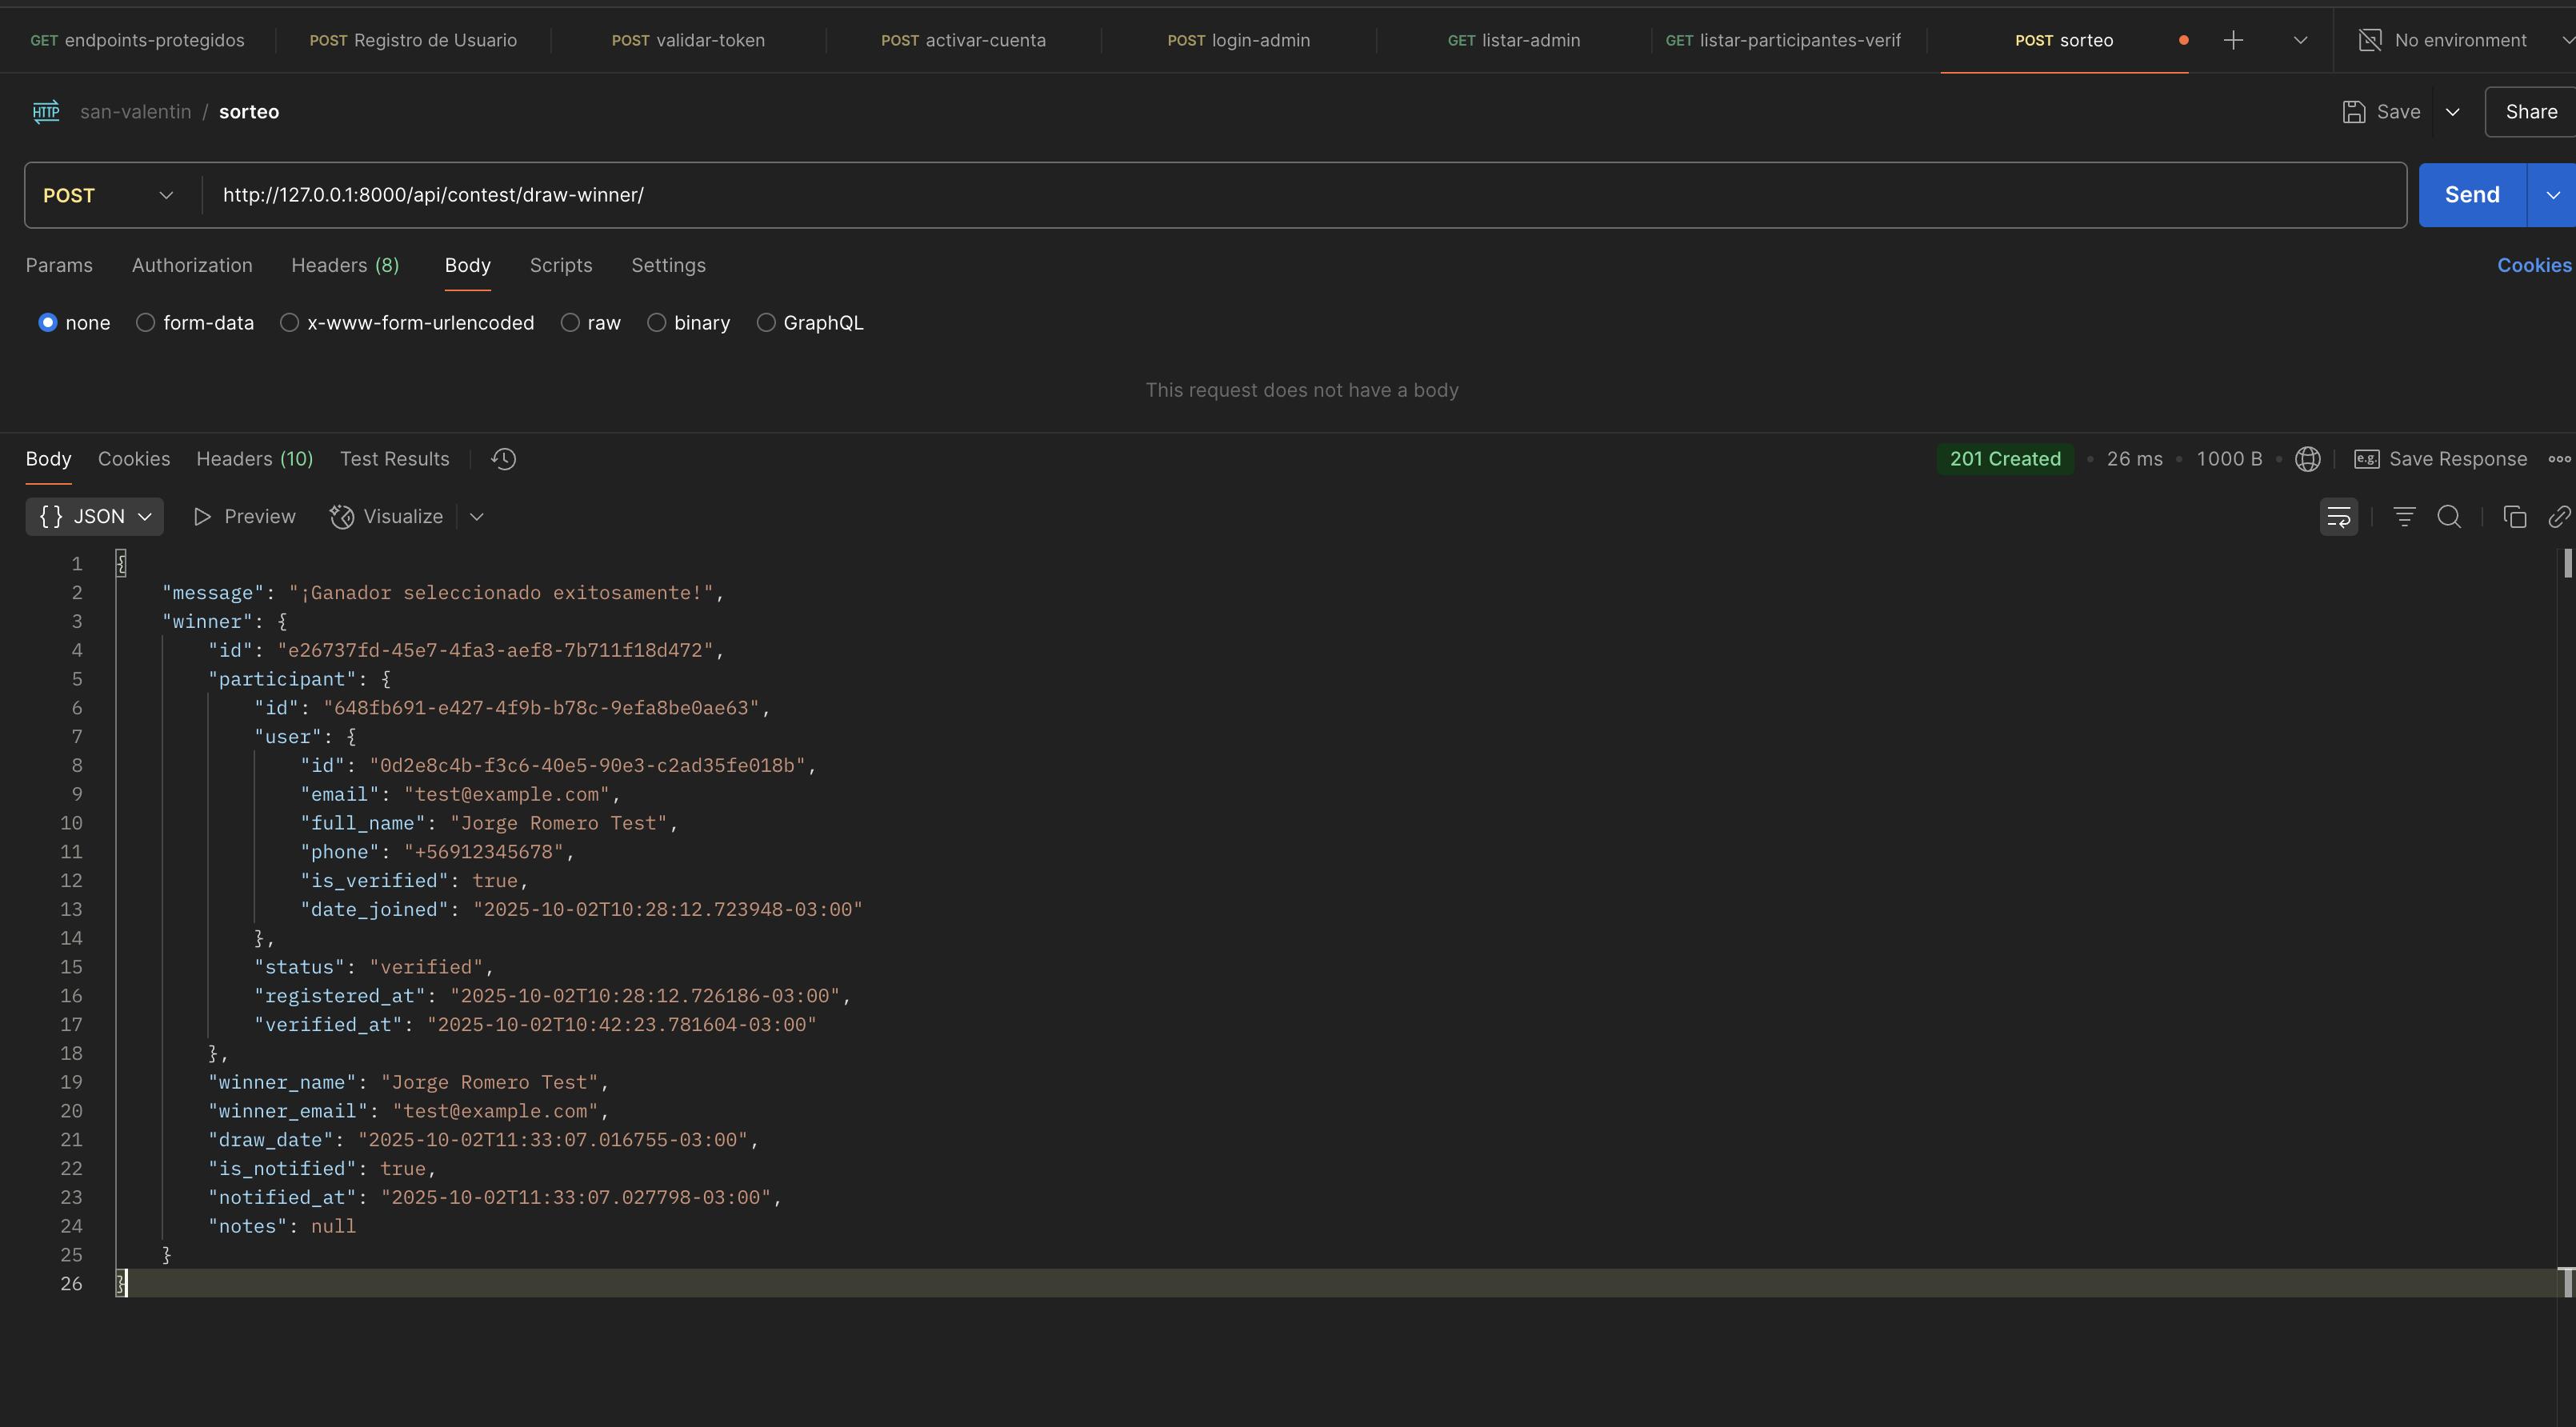 GET endpoints-protegidos POST Registro de Usuario POST validar-token POST activar-cuenta POST login-admin GET listar-admin GET listar-participantes-verif POST sorteo No environment
HTTP san-valentin / sorteo Save Share
POST http://127.0.0.1:8000/api/contest/draw-winner/ Send
Params Authorization Headers (8) Body Scripts Settings Cookies
none form-data x-www-form-urlencoded raw binary GraphQL
This request does not have a body
Body Cookies Headers (10) Test Results 201 Created • 26 ms • 1000 B • e.g. Save Response
{} JSON Preview Visualize
1 {
2 "message": "¡Ganador seleccionado exitosamente!",
3 "winner": {
4 "id": "e26737fd-45e7-4fa3-aef8-7b711f18d472",
5 "participant": {
6 "id": "648fb691-e427-4f9b-b78c-9efa8be0ae63",
7 "user": {
8 "id": "0d2e8c4b-f3c6-40e5-90e3-c2ad35fe018b",
9 "email": "test@example.com",
10 "full_name": "Jorge Romero Test",
11 "phone": "+56912345678",
12 "is_verified": true,
13 "date_joined": "2025-10-02T10:28:12.723948-03:00"
14 },
15 "status": "verified",
16 "registered_at": "2025-10-02T10:28:12.726186-03:00",
17 "verified_at": "2025-10-02T10:42:23.781604-03:00"
18 },
19 "winner_name": "Jorge Romero Test",
20 "winner_email": "test@example.com",
21 "draw_date": "2025-10-02T11:33:07.016755-03:00",
22 "is_notified": true,
23 "notified_at": "2025-10-02T11:33:07.027798-03:00",
24 "notes": null
25 }
26 }